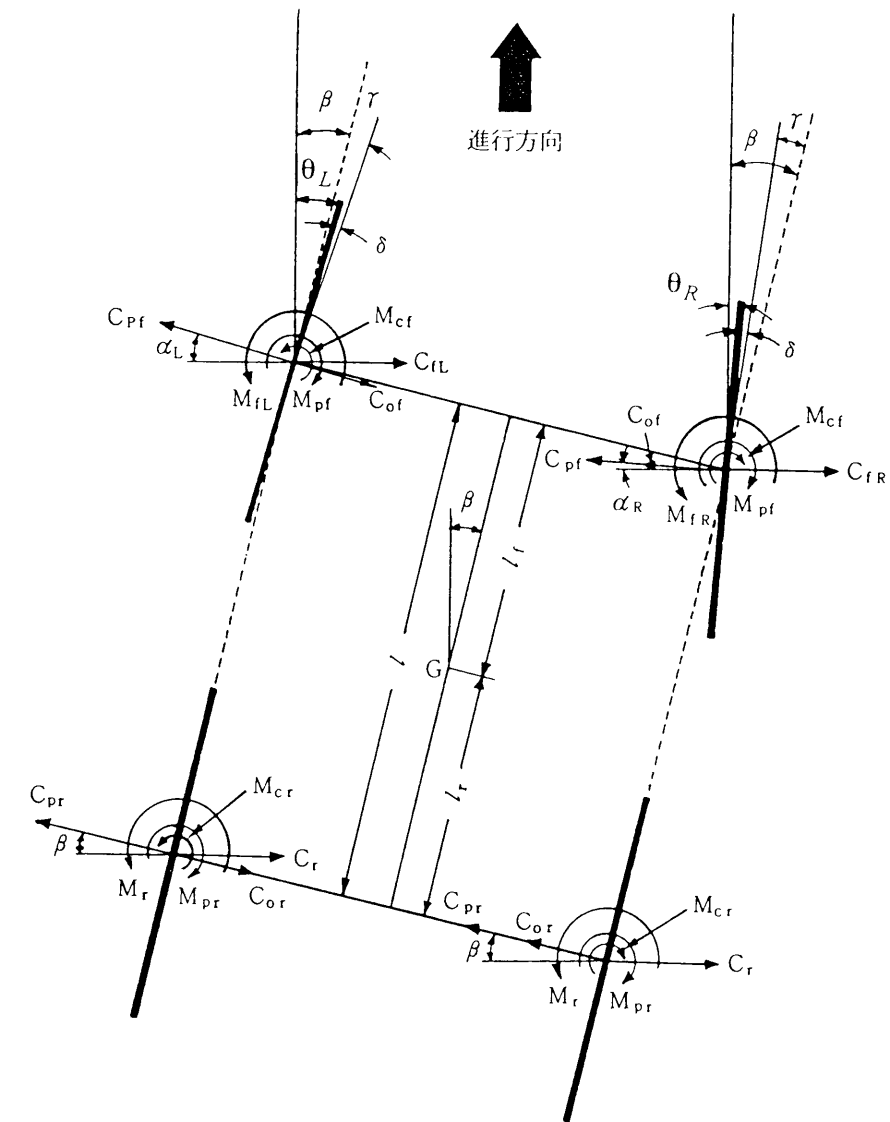 β
γ
β
γ
進行方向
θL
δ
θR
δ
CPf
αL
Mcf
CfL
MfL
Mpf
Cof
Cof
Mcf
Cpf
CfR
αR
MfR
Mpf
β
lf
l
G
lr
Cpr
Mcr
β
Cr
Mr
Mpr
Cor
Cpr
Cor
Mcr
β
Cr
Mr
Mpr